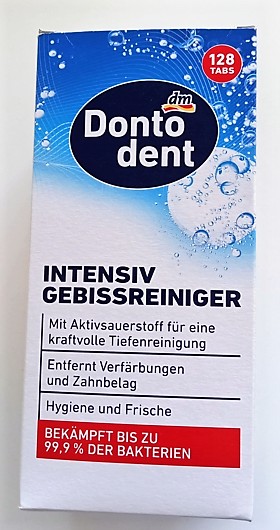 128
TABS
dm
Donto
dent
INTENSIV
GEBISSREINIGER
Mit Aktivsauerstoff für eine
kraftvolle Tiefenreinigung
Entfernt Verfärbungen
und Zahnbelag
Hygiene und Frische
BEKÄMPFT BIS ZU
99,9 % DER BAKTERIEN